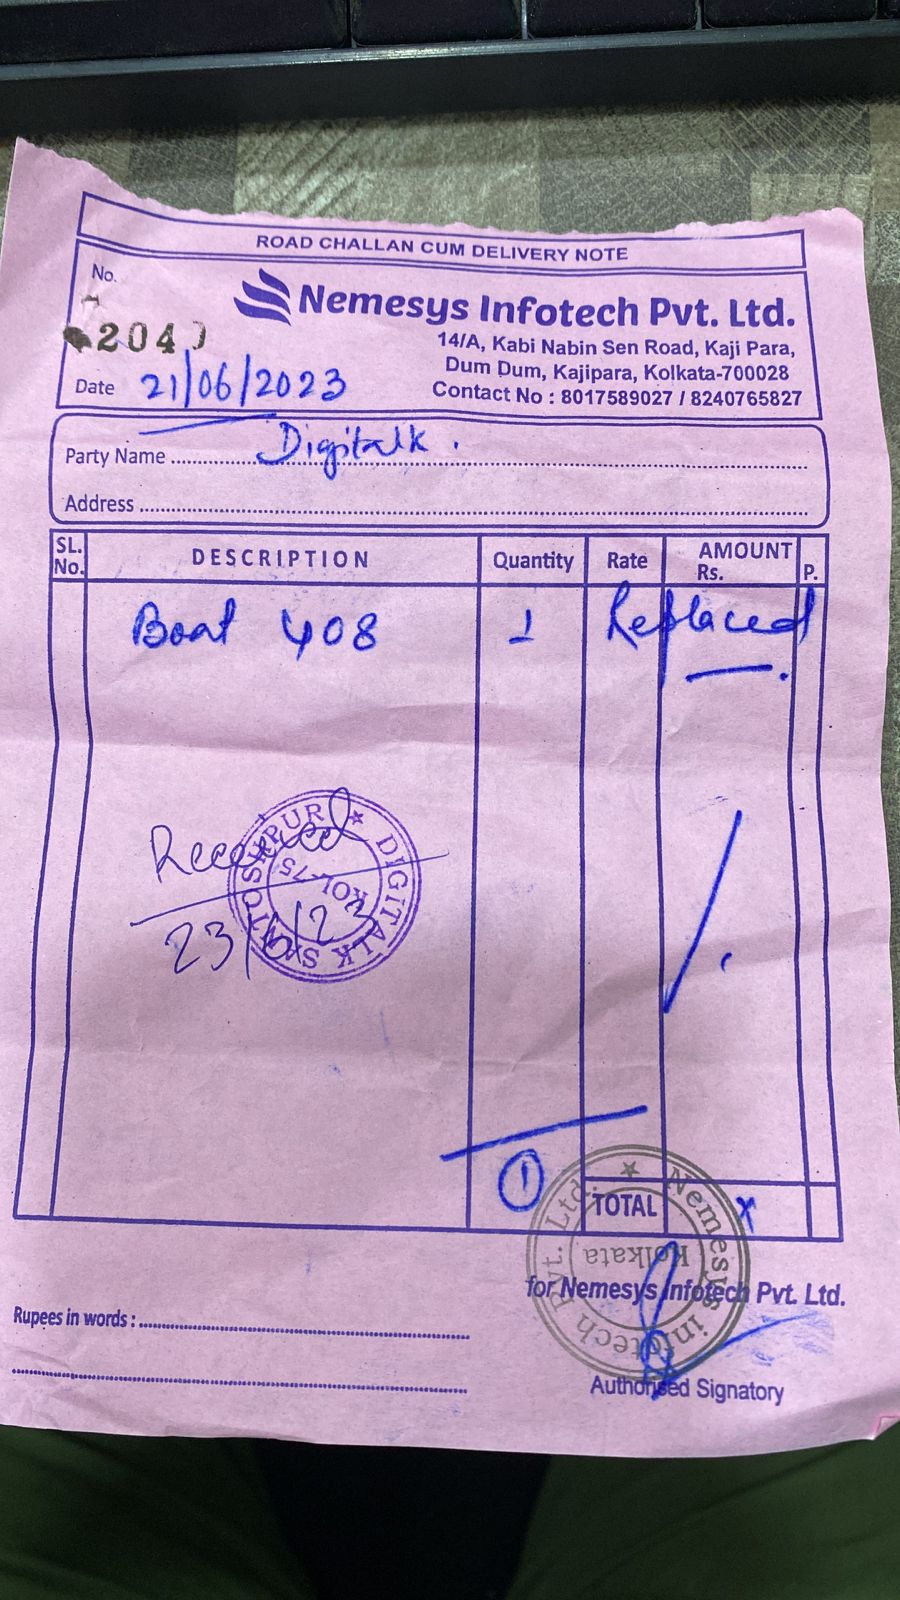 ROAD CHALLAN CUM DELIVERY NOTE
No.
2040
Nemesys Infotech Pvt. Ltd.
14/A, Kabi Nabin Sen Road, Kaji Para,
Dum Dum, Kajipara, Kolkata-700028
Contact No : 8017589027 / 8240765827
Date 21/06/2023
Party Name Digitalk.
Address
SL. No. DESCRIPTION Quantity Rate AMOUNT Rs. P.
Boat 408 1 Replaced
Received
23/6/23
DIGITALK SANTOSHPUR
KOL-75
1
TOTAL x
Nemesys Infotech Pvt. Ltd.
Kolkata
for Nemesys Infotech Pvt. Ltd.
Rupees in words :
Authorised Signatory